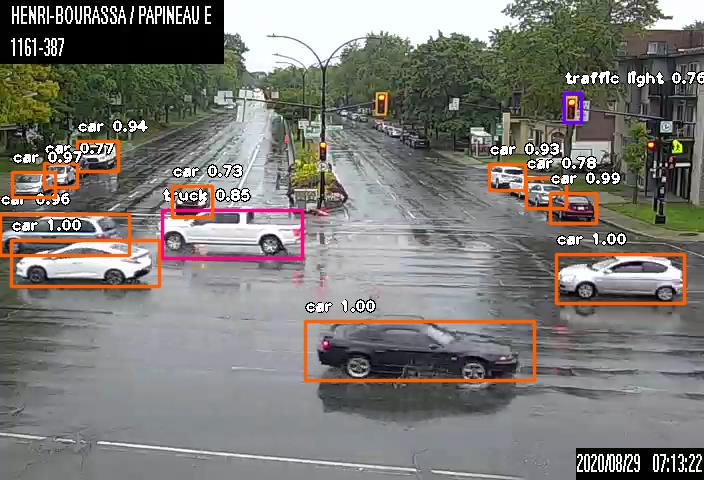 HENRI-BOURASSA / PAPINEAU E
1161-387
traffic light 0.76
car 0.94
car 0.77
car 0.97
car 0.93
car 0.78
car 0.73
car 0.99
truck 0.85
car 0.96
car 1.00
car 1.00
car 1.00
2020/08/29 07:13:22